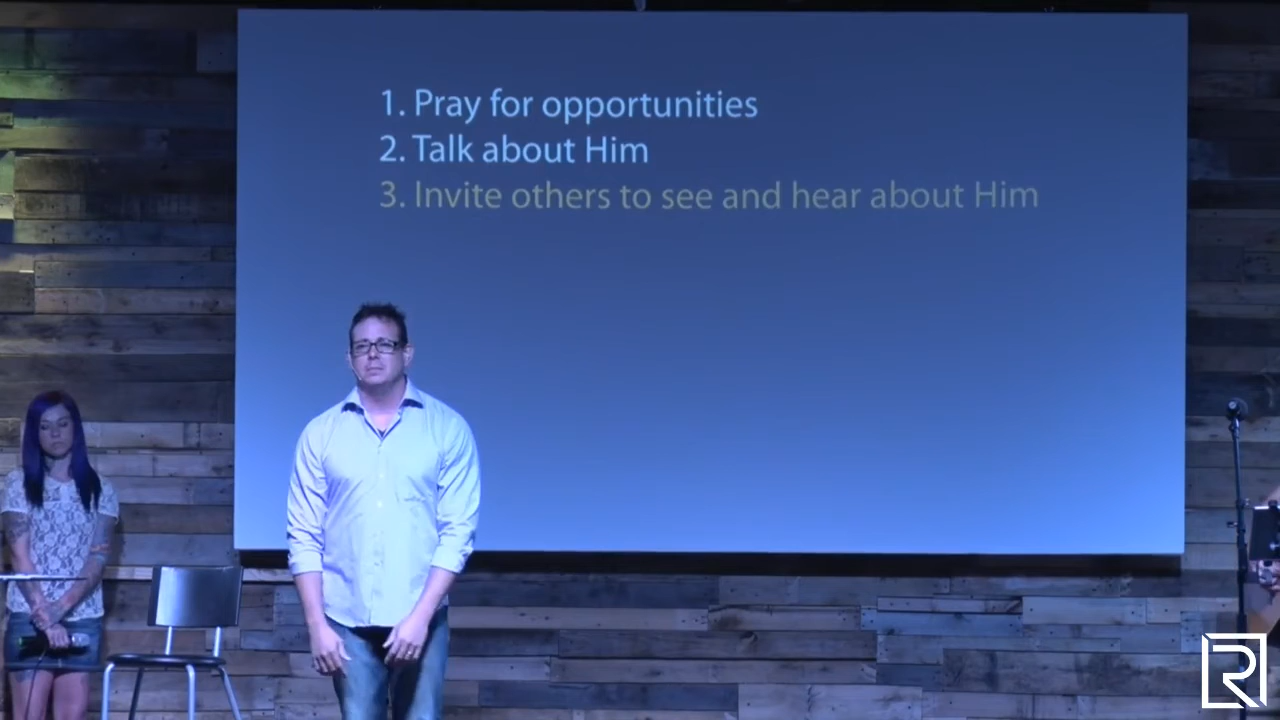 1. Pray for opportunities
2. Talk about Him
3. Invite others to see and hear about Him
R